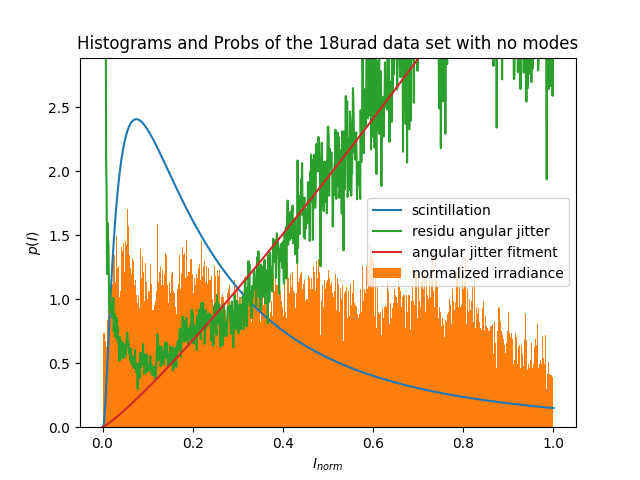 Histograms and Probs of the 18urad data set with no modes
2.5
2.0
1.5
1.0
0.5
0.0
p(I)
scintillation
residu angular jitter
angular jitter fitment
normalized irradiance
0.0 0.2 0.4 0.6 0.8 1.0
I_norm